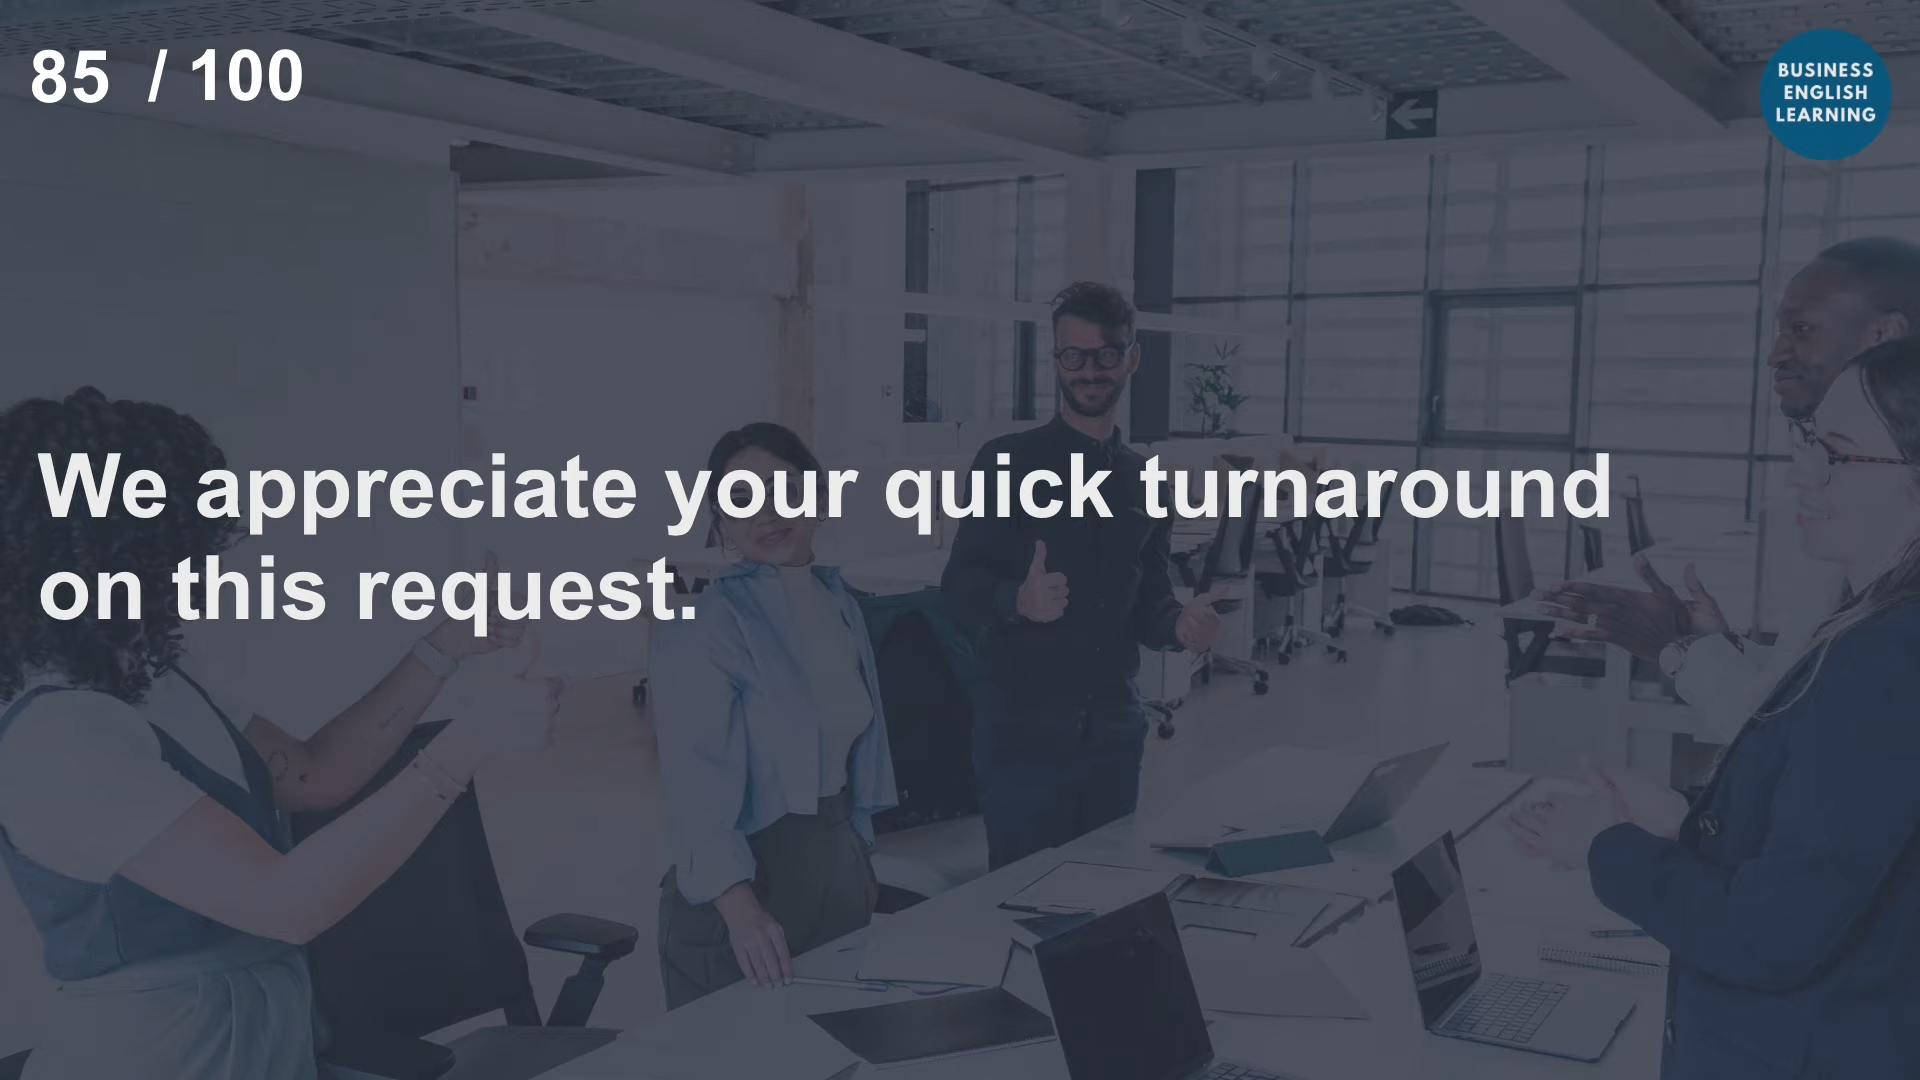 85 / 100
BUSINESS
ENGLISH
LEARNING
We appreciate your quick turnaround
on this request.